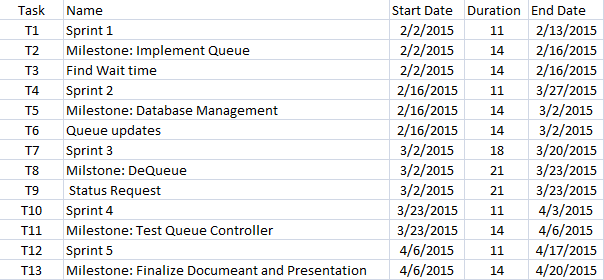 Task Name Start Date Duration End Date
T1 Sprint 1 2/2/2015 11 2/13/2015
T2 Milestone: Implement Queue 2/2/2015 14 2/16/2015
T3 Find Wait time 2/2/2015 14 2/16/2015
T4 Sprint 2 2/16/2015 11 3/27/2015
T5 Milestone: Database Management 2/16/2015 14 3/2/2015
T6 Queue updates 2/16/2015 14 3/2/2015
T7 Sprint 3 3/2/2015 18 3/20/2015
T8 Milstone: DeQueue 3/2/2015 21 3/23/2015
T9 Status Request 3/2/2015 21 3/23/2015
T10 Sprint 4 3/23/2015 11 4/3/2015
T11 Milestone: Test Queue Controller 3/23/2015 14 4/6/2015
T12 Sprint 5 4/6/2015 11 4/17/2015
T13 Milestone: Finalize Documeant and Presentation 4/6/2015 14 4/20/2015